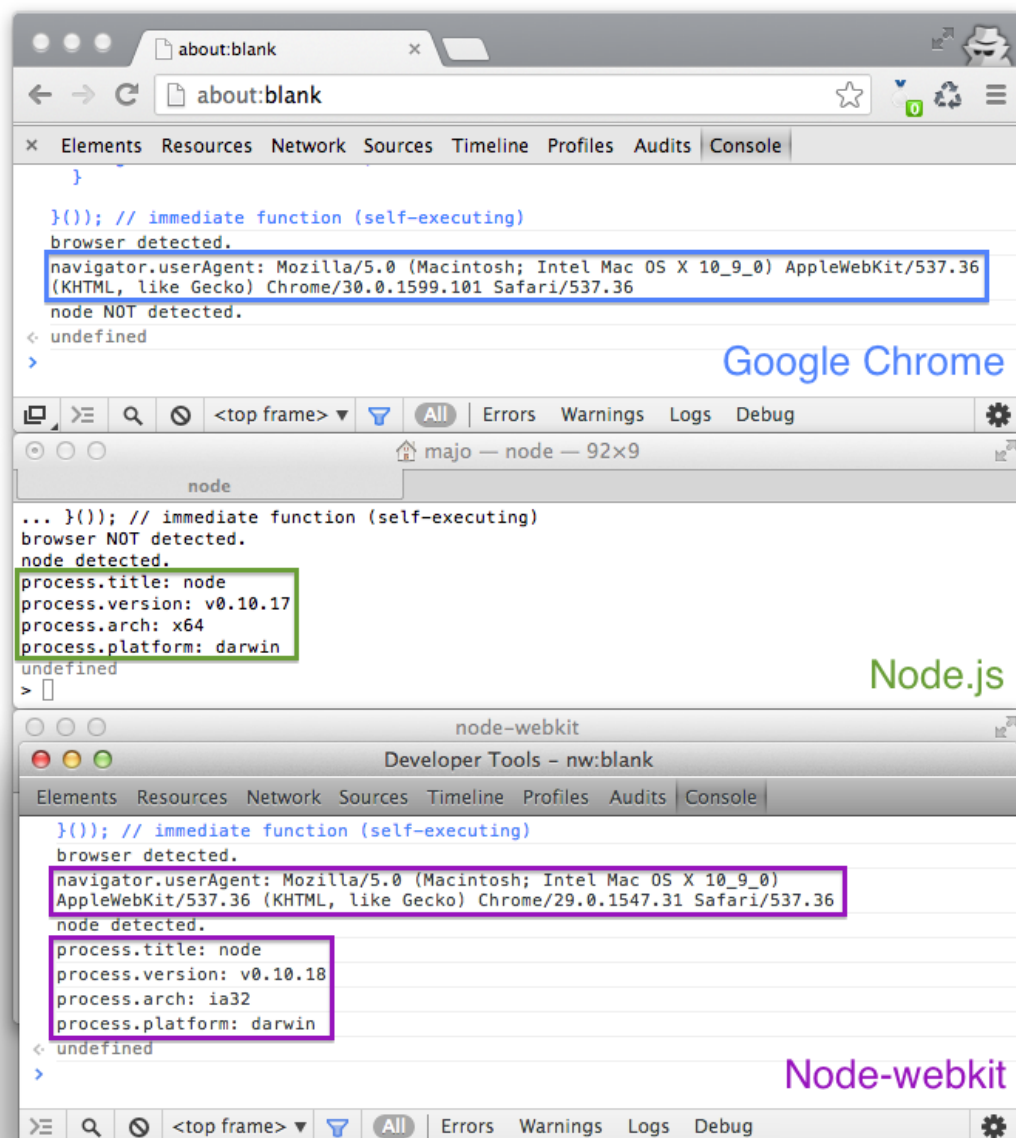 about:blank
about:blank
0
Elements Resources Network Sources Timeline Profiles Audits Console
}
}()); // immediate function (self-executing)
browser detected.
navigator.userAgent: Mozilla/5.0 (Macintosh; Intel Mac OS X 10_9_0) AppleWebKit/537.36
(KHTML, like Gecko) Chrome/30.0.1599.101 Safari/537.36
node NOT detected.
undefined
>
Google Chrome
<top frame> All Errors Warnings Logs Debug
majo — node — 92×9
node
... }()); // immediate function (self-executing)
browser NOT detected.
node detected.
process.title: node
process.version: v0.10.17
process.arch: x64
process.platform: darwin
undefined
>
Node.js
node-webkit
Developer Tools - nw:blank
Elements Resources Network Sources Timeline Profiles Audits Console
}()); // immediate function (self-executing)
browser detected.
navigator.userAgent: Mozilla/5.0 (Macintosh; Intel Mac OS X 10_9_0)
AppleWebKit/537.36 (KHTML, like Gecko) Chrome/29.0.1547.31 Safari/537.36
node detected.
process.title: node
process.version: v0.10.18
process.arch: ia32
process.platform: darwin
undefined
>
Node-webkit
<top frame> All Errors Warnings Logs Debug